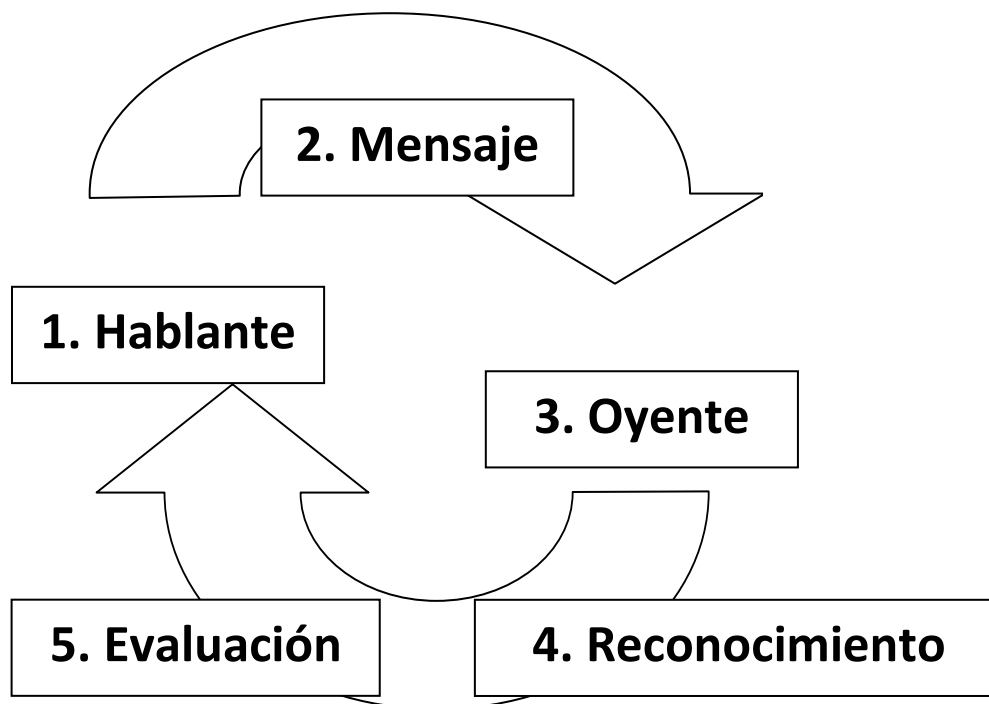 2. Mensaje
1. Hablante
3. Oyente
5. Evaluación
4. Reconocimiento